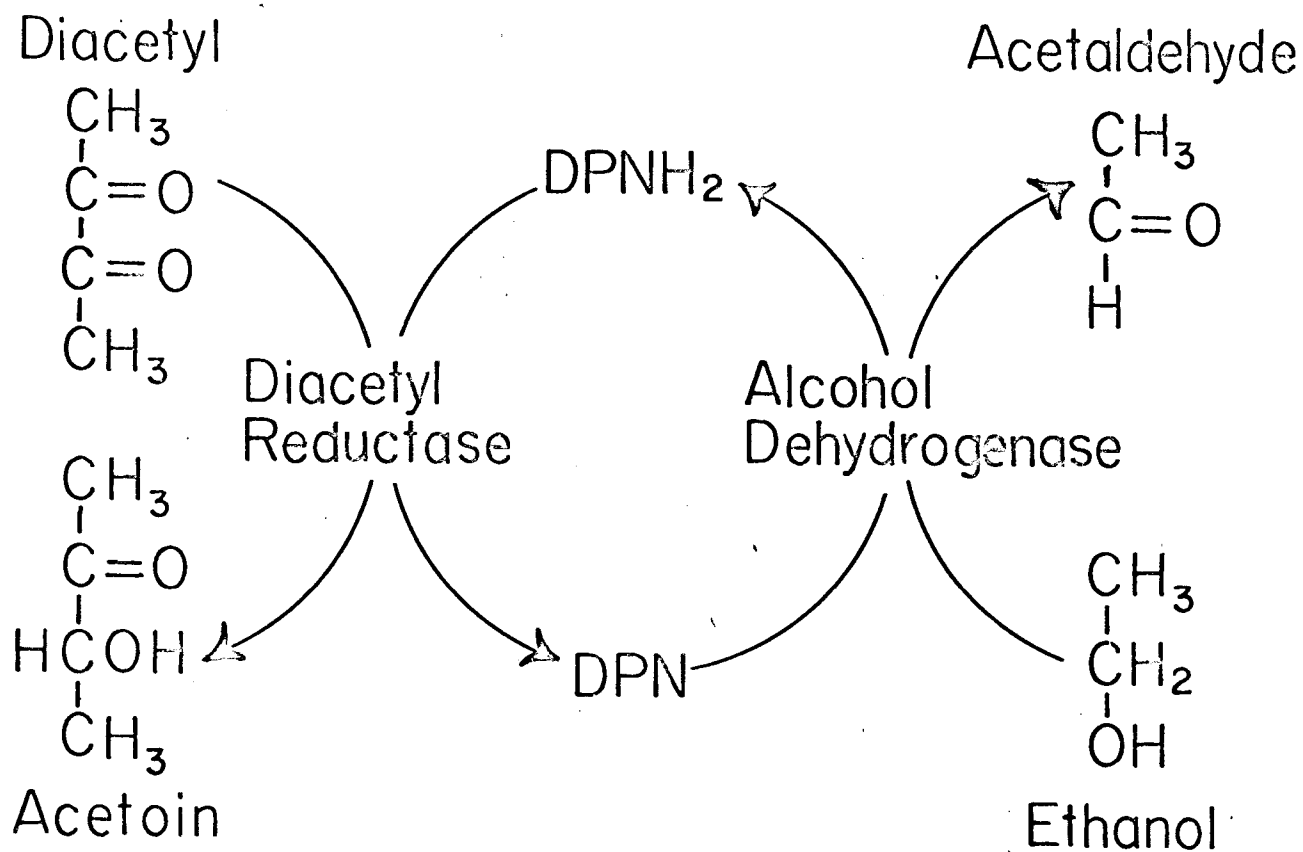 Diacetyl
CH₃
C=O
C=O
CH₃
DPNH₂
Acetaldehyde
CH₃
C=O
H
Diacetyl
Reductase
Alcohol
Dehydrogenase
CH₃
C=O
HCOH
CH₃
Acetoin
DPN
CH₃
CH₂
OH
Ethanol